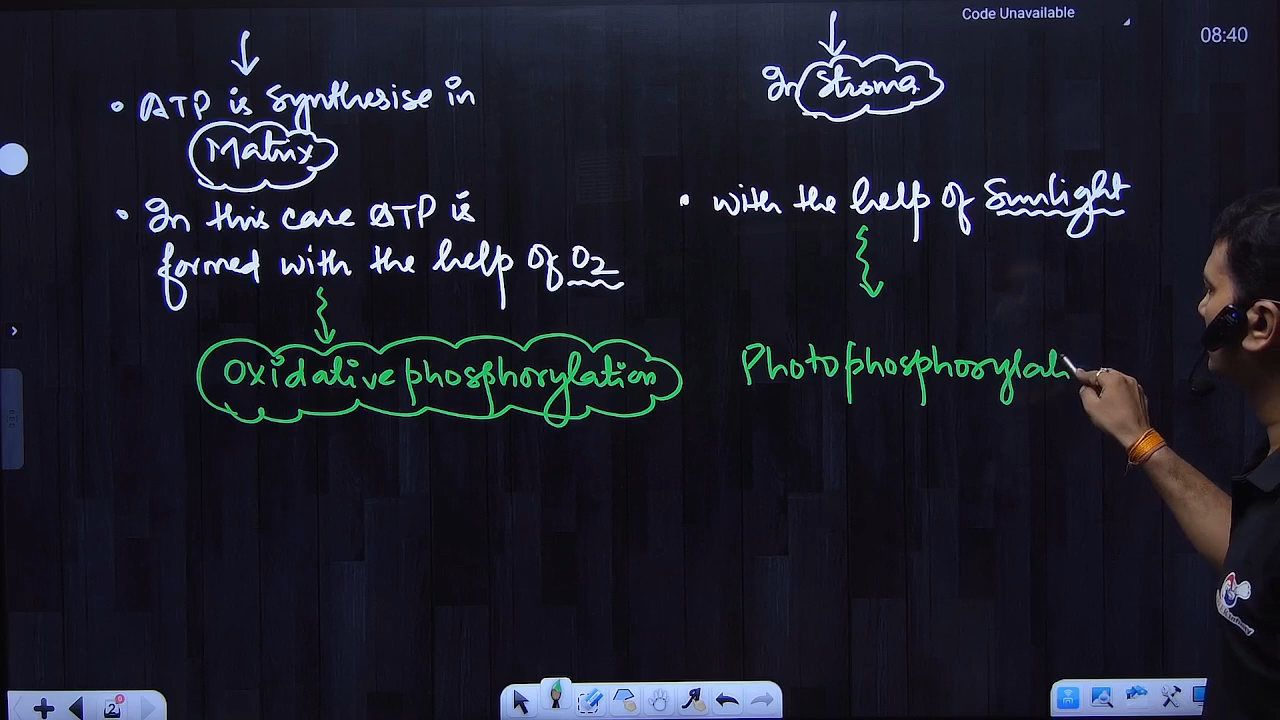 Code Unavailable
08:40
• ATP is synthesise in
Matrix
• In this case ATP is
formed with the help of O2
Oxidative phosphorylation
In Stroma
• with the help of Sunlight
Photophosphorylati
2